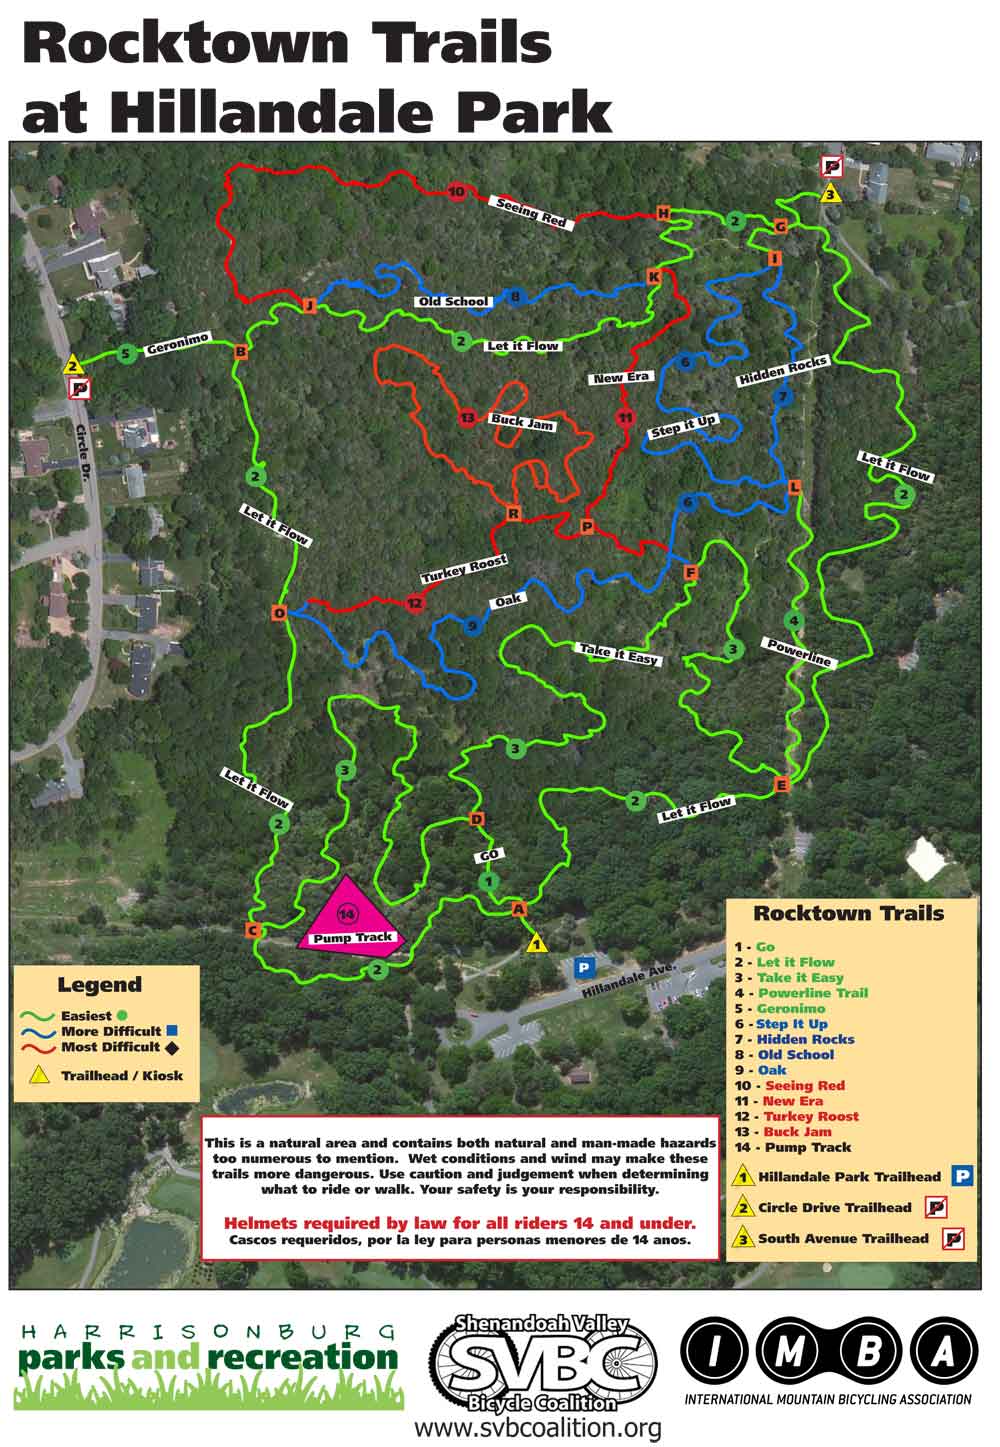 Rocktown Trails
at Hillandale Park
P
3
10
Seeing Red
H
2
G
I
K
J
Old School
8
2
Let it Flow
5
Geronimo
B
2
P
Circle Dr.
New Era
6
Hidden Rocks
7
13
Buck Jam
11
Step it Up
Let it Flow
2
2
Let it Flow
R
P
6
L
Turkey Roost
F
12
Oak
O
9
4
Take it Easy
3
Powerline
3
3
E
Let it Flow
2
2
Let it Flow
D
GO
1
A
14
Pump Track
C
2
1
P
Hillandale Ave.
Legend
Easiest
More Difficult
Most Difficult
Trailhead / Kiosk
Rocktown Trails
1 - Go
2 - Let it Flow
3 - Take it Easy
4 - Powerline Trail
5 - Geronimo
6 - Step It Up
7 - Hidden Rocks
8 - Old School
9 - Oak
10 - Seeing Red
11 - New Era
12 - Turkey Roost
13 - Buck Jam
14 - Pump Track
1 Hillandale Park Trailhead P
2 Circle Drive Trailhead P
3 South Avenue Trailhead P
This is a natural area and contains both natural and man-made hazards
too numerous to mention. Wet conditions and wind may make these
trails more dangerous. Use caution and judgement when determining
what to ride or walk. Your safety is your responsibility.
Helmets required by law for all riders 14 and under.
Cascos requeridos, por la ley para personas menores de 14 anos.
HARRISONBURG
parks and recreation
Shenandoah Valley
SVBC
Bicycle Coalition
www.svbcoalition.org
IMBA
INTERNATIONAL MOUNTAIN BICYCLING ASSOCIATION